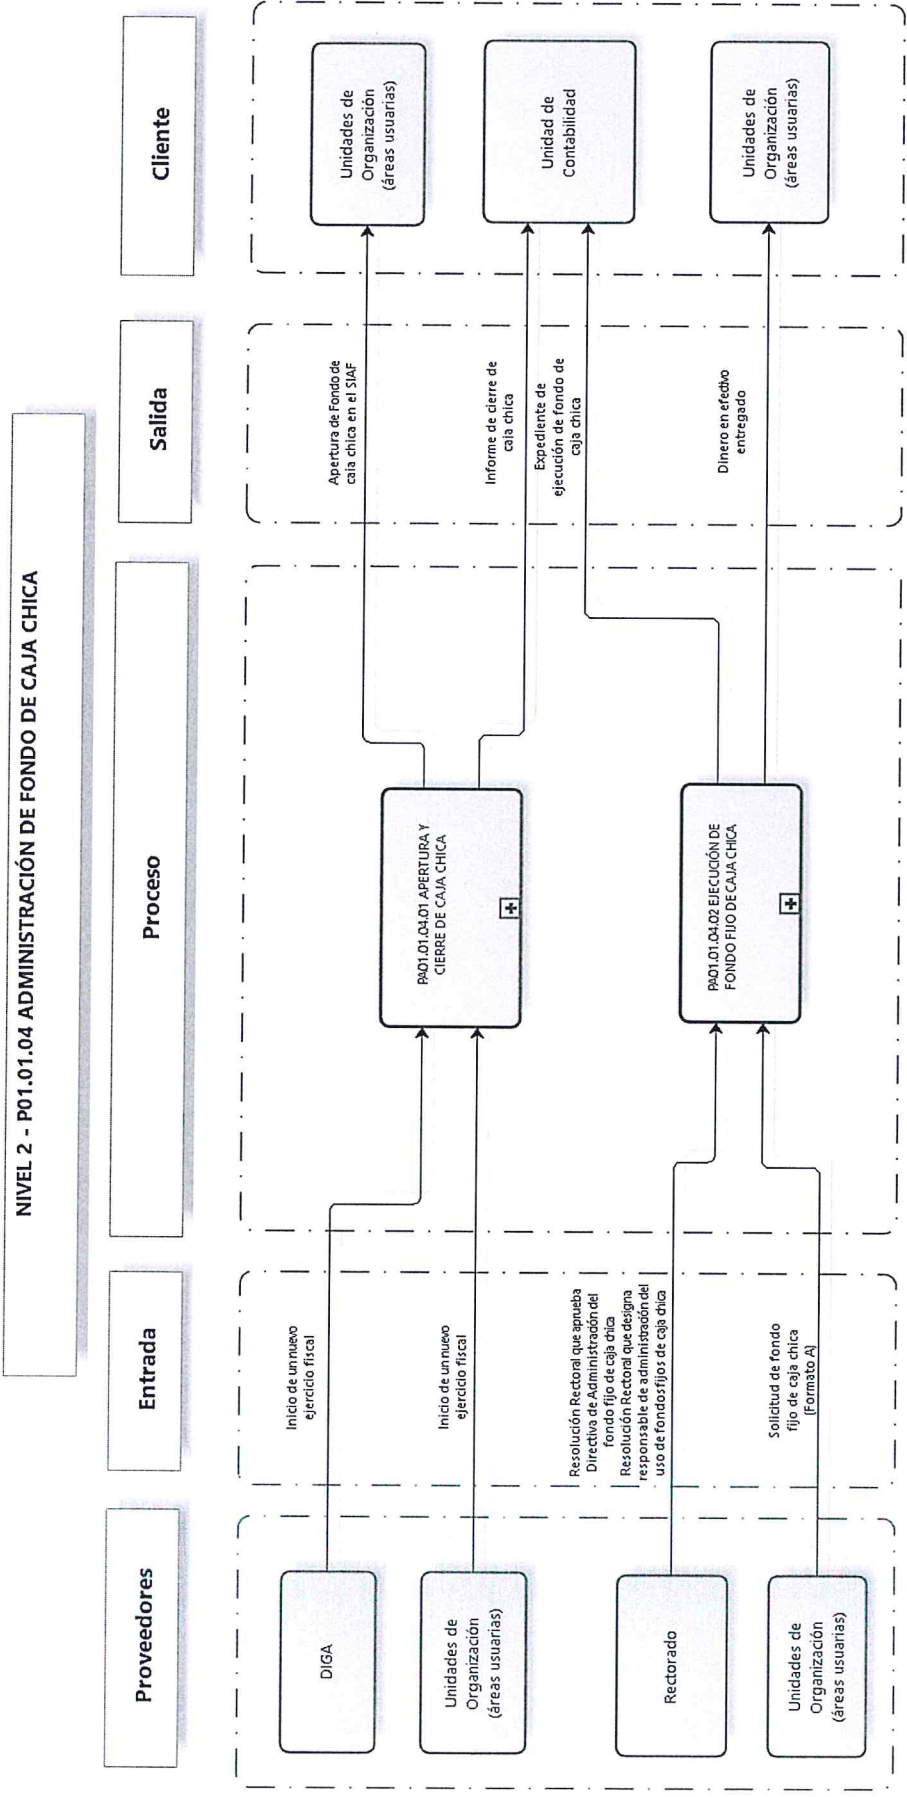 NIVEL 2 - P01.01.04 ADMINISTRACIÓN DE FONDO DE CAJA CHICA
Proveedores
Entrada
Proceso
Salida
Cliente
DIGA
Unidades de
Organización
(áreas usuarias)
Rectorado
Unidades de
Organización
(áreas usuarias)
Inicio de un nuevo
ejercicio fiscal
Inicio de un nuevo
ejercicio fiscal
Resolución Rectoral que aprueba
Directiva de Administración del
fondo fijo de caja chica
Resolución Rectoral que designa
responsable de administración del
uso de fondos fijos de caja chica
Solicitud de fondo
fijo de caja chica
(Formato A)
PA01.01.04.01 APERTURA Y
CIERRE DE CAJA CHICA
PA01.01.04.02 EJECUCIÓN DE
FONDO FIJO DE CAJA CHICA
Apertura de Fondo de
caja chica en el SIAF
Informe de cierre de
caja chica
Expediente de
ejecución de fondo de
caja chica
Dinero en efectivo
entregado
Unidades de
Organización
(áreas usuarias)
Unidad de
Contabilidad
Unidades de
Organización
(áreas usuarias)